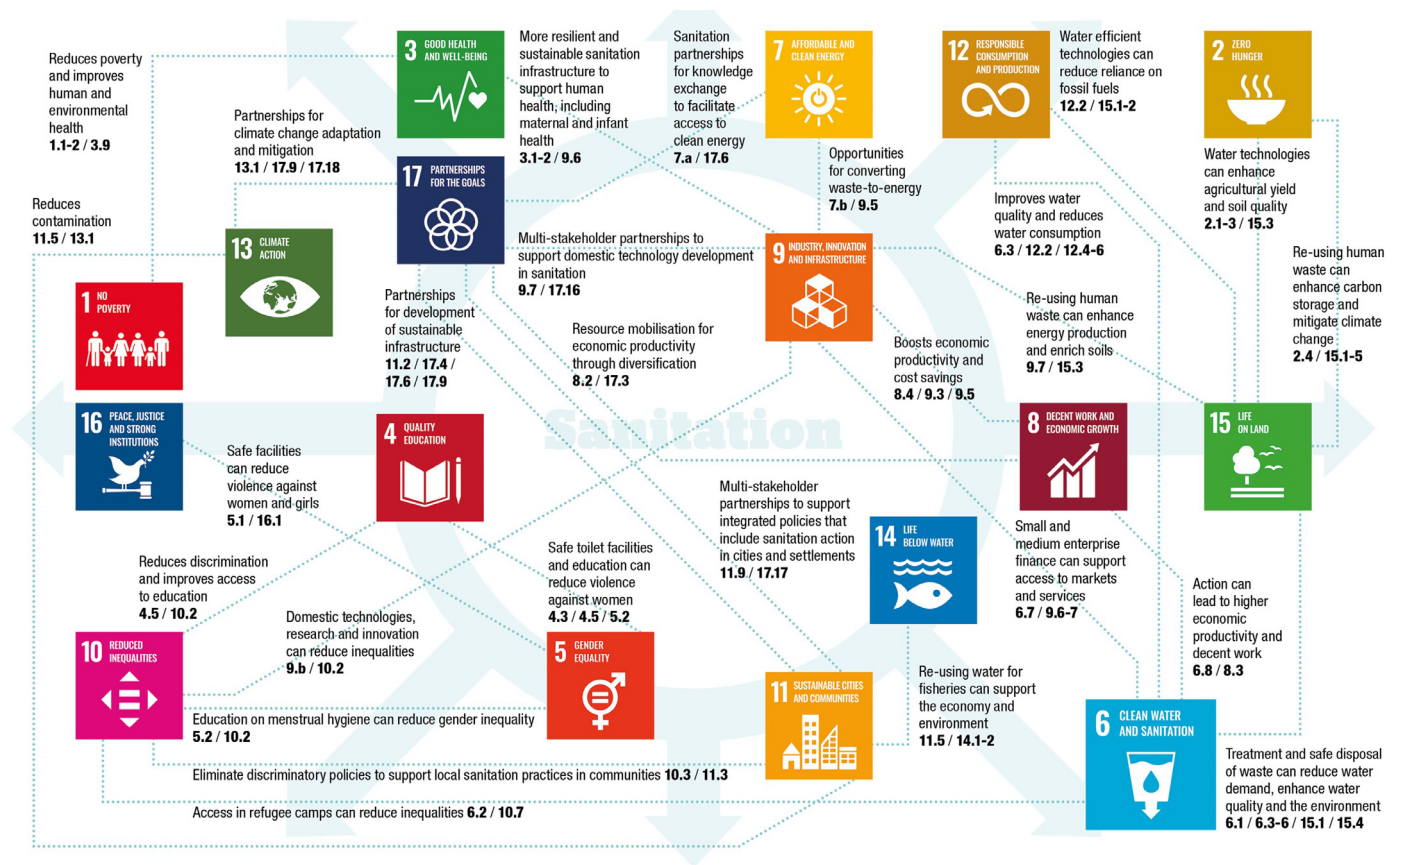 Reduces poverty
and improves
human and
environmental
health
1.1-2 / 3.9
Partnerships for
climate change adaptation
and mitigation
13.1 / 17.9 / 17.18
3 GOOD HEALTH
AND WELL-BEING
More resilient and
sustainable sanitation
infrastructure to
support human
health, including
maternal and infant
health
3.1-2 / 9.6
Sanitation
partnerships
for knowledge
exchange
to facilitate
access to
clean energy
7.a / 17.6
7 AFFORDABLE AND
CLEAN ENERGY
Opportunities
for converting
waste-to-energy
7.b / 9.5
12 RESPONSIBLE
CONSUMPTION
AND PRODUCTION
Water efficient
technologies can
reduce reliance on
fossil fuels
12.2 / 15.1-2
2 ZERO
HUNGER
Water technologies
can enhance
agricultural yield
and soil quality
2.1-3 / 15.3
Reduces
contamination
11.5 / 13.1
13 CLIMATE
ACTION
17 PARTNERSHIPS
FOR THE GOALS
Multi-stakeholder partnerships to
support domestic technology development
in sanitation
9.7 / 17.16
9 INDUSTRY, INNOVATION
AND INFRASTRUCTURE
Improves water
quality and reduces
water consumption
6.3 / 12.2 / 12.4-6
Re-using human
waste can
enhance carbon
storage and
mitigate climate
change
2.4 / 15.1-5
1 NO
POVERTY
Partnerships
for development
of sustainable
infrastructure
11.2 / 17.4 /
17.6 / 17.9
Resource mobilisation for
economic productivity
through diversification
8.2 / 17.3
Boosts economic
productivity and
cost savings
8.4 / 9.3 / 9.5
Re-using human
waste can enhance
energy production
and enrich soils
9.7 / 15.3
16 PEACE, JUSTICE
AND STRONG
INSTITUTIONS
Safe facilities
can reduce
violence against
women and girls
5.1 / 16.1
4 QUALITY
EDUCATION
Sanitation
8 DECENT WORK AND
ECONOMIC GROWTH
15 LIFE
ON LAND
Multi-stakeholder
partnerships to support
integrated policies that
include sanitation action
in cities and settlements
11.9 / 17.17
14 LIFE
BELOW WATER
Small and
medium enterprise
finance can support
access to markets
and services
6.7 / 9.6-7
Reduces discrimination
and improves access
to education
4.5 / 10.2
Safe toilet facilities
and education can
reduce violence
against women
4.3 / 4.5 / 5.2
Action can
lead to higher
economic
productivity and
decent work
6.8 / 8.3
Domestic technologies,
research and innovation
can reduce inequalities
9.b / 10.2
10 REDUCED
INEQUALITIES
5 GENDER
EQUALITY
11 SUSTAINABLE CITIES
AND COMMUNITIES
Re-using water for
fisheries can support
the economy and
environment
11.5 / 14.1-2
6 CLEAN WATER
AND SANITATION
Education on menstrual hygiene can reduce gender inequality
5.2 / 10.2
Eliminate discriminatory policies to support local sanitation practices in communities 10.3 / 11.3
Access in refugee camps can reduce inequalities 6.2 / 10.7
Treatment and safe disposal
of waste can reduce water
demand, enhance water
quality and the environment
6.1 / 6.3-6 / 15.1 / 15.4